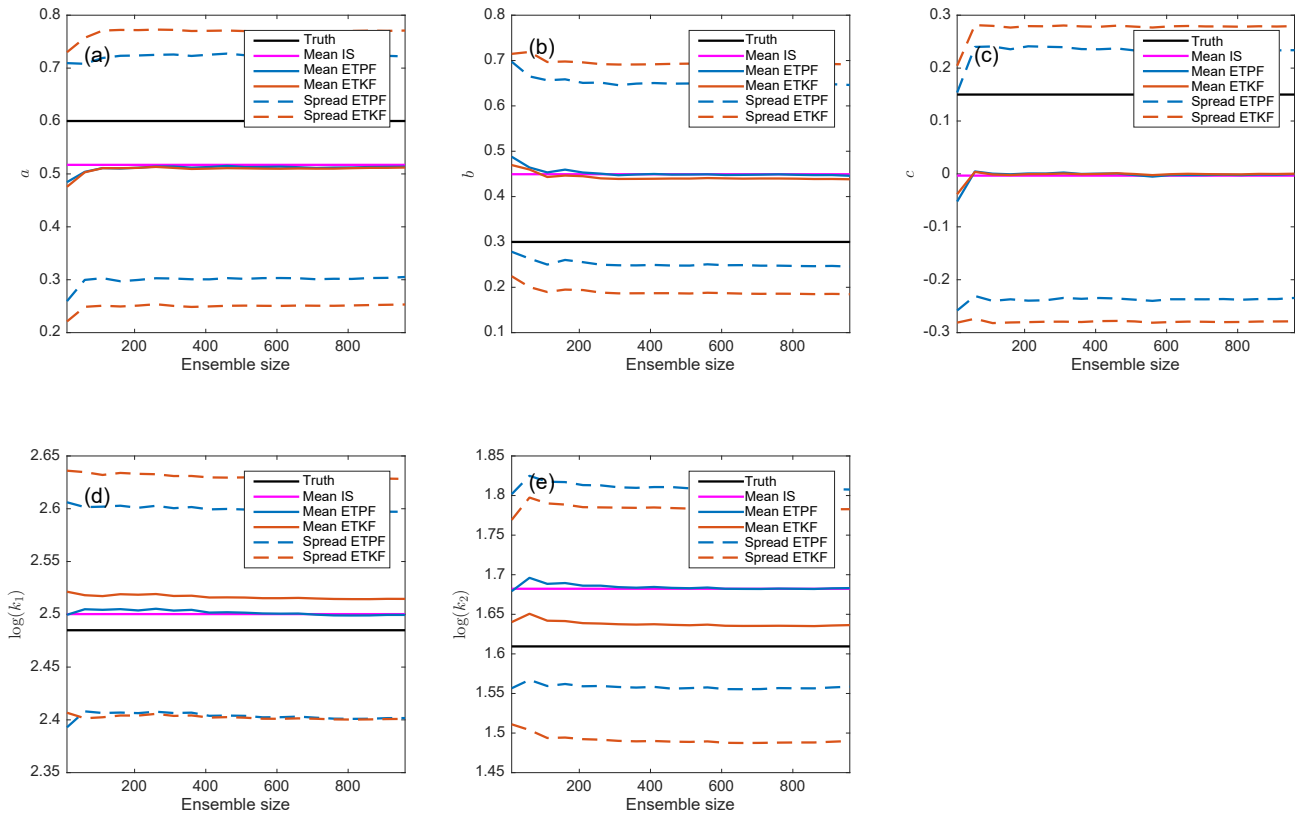 0.8
0.7
0.6
0.5
0.4
0.3
0.2
a
(a)
Truth
Mean IS
Mean ETPF
Mean ETKF
Spread ETPF
Spread ETKF
200 400 600 800
Ensemble size
0.8
0.7
0.6
0.5
0.4
0.3
0.2
0.1
b
(b)
Truth
Mean IS
Mean ETPF
Mean ETKF
Spread ETPF
Spread ETKF
200 400 600 800
Ensemble size
0.3
0.2
0.1
0
-0.1
-0.2
-0.3
c
(c)
Truth
Mean IS
Mean ETPF
Mean ETKF
Spread ETPF
Spread ETKF
200 400 600 800
Ensemble size
2.65
2.6
2.55
2.5
2.45
2.4
2.35
log(k₁)
(d)
Truth
Mean IS
Mean ETPF
Mean ETKF
Spread ETPF
Spread ETKF
200 400 600 800
Ensemble size
1.85
1.8
1.75
1.7
1.65
1.6
1.55
1.5
1.45
log(k₂)
(e)
Truth
Mean IS
Mean ETPF
Mean ETKF
Spread ETPF
Spread ETKF
200 400 600 800
Ensemble size